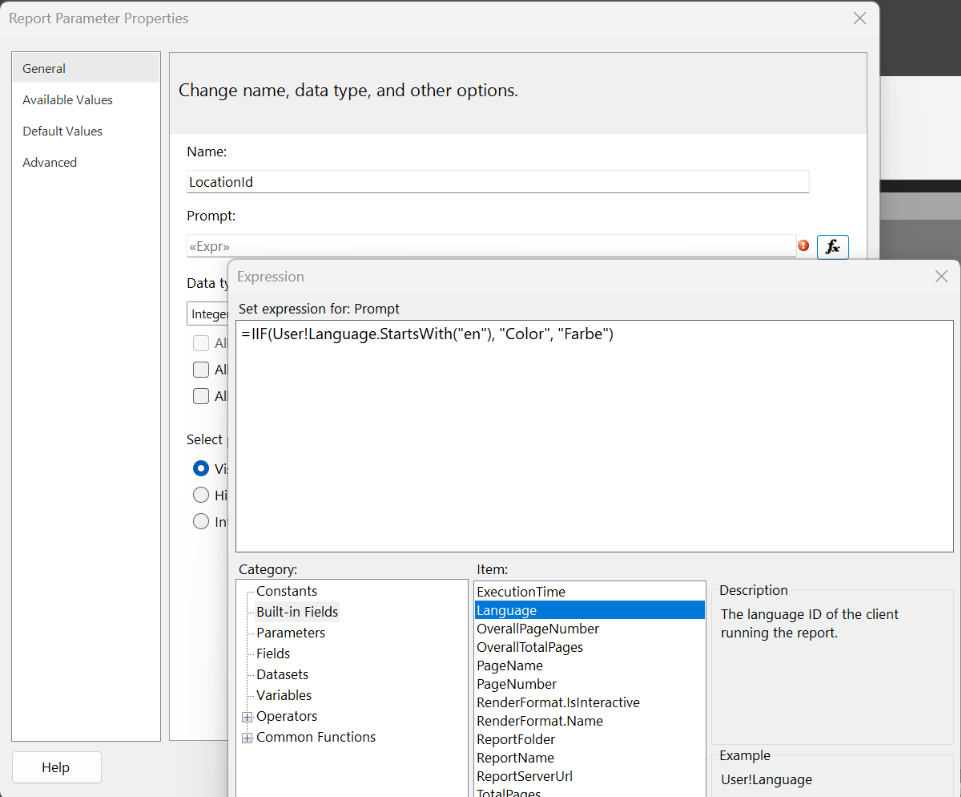 Report Parameter Properties
General
Available Values
Default Values
Advanced
Change name, data type, and other options.
Name:
LocationId
Prompt:
«Expr»
fx
Data ty
Integer
Al
Al
Al
Select
Vi
Hi
In
Help
Expression
Set expression for: Prompt
=IIF(User!Language.StartsWith("en"), "Color", "Farbe")
Category:
Constants
Built-in Fields
Parameters
Fields
Datasets
Variables
Operators
Common Functions
Item:
ExecutionTime
Language
OverallPageNumber
OverallTotalPages
PageName
PageNumber
RenderFormat.IsInteractive
RenderFormat.Name
ReportFolder
ReportName
ReportServerUrl
TotalPages
Description
The language ID of the client
running the report.
Example
User!Language